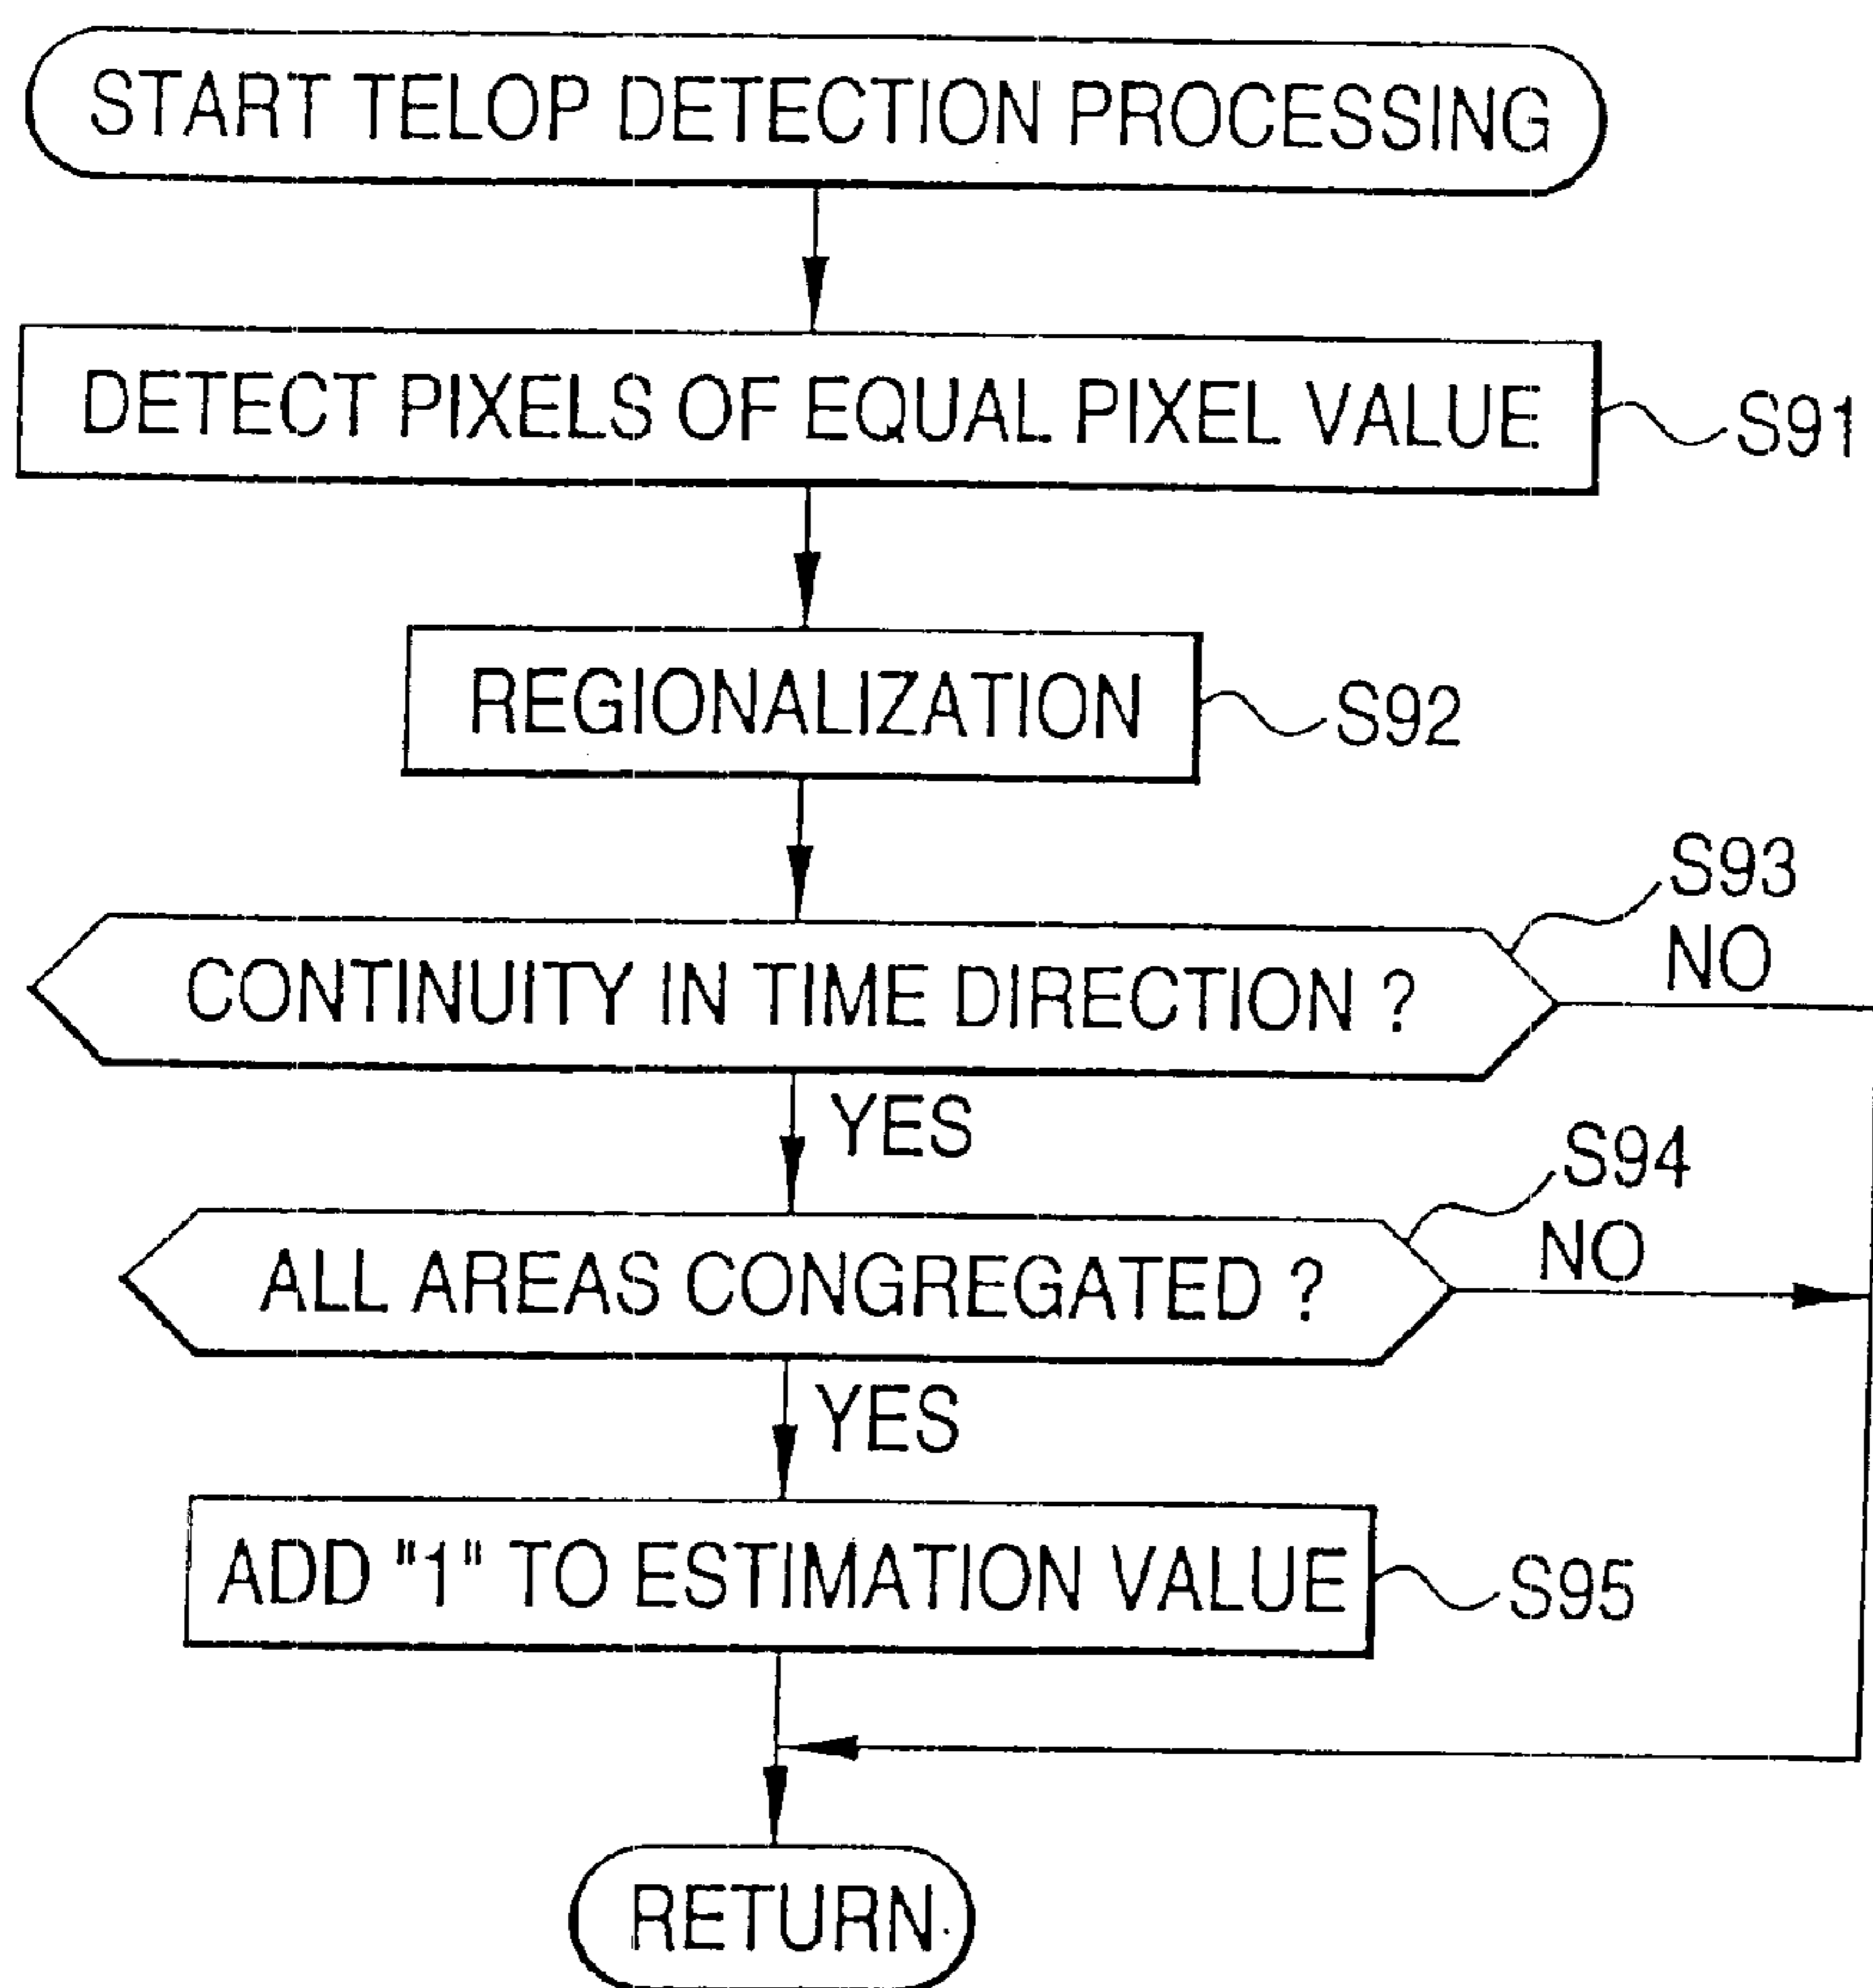 START TELOP DETECTION PROCESSING
DETECT PIXELS OF EQUAL PIXEL VALUE
S91
REGIONALIZATION
S92
S93
CONTINUITY IN TIME DIRECTION ?
NO
YES
S94
ALL AREAS CONGREGATED ?
NO
YES
ADD "1" TO ESTIMATION VALUE
S95
RETURN